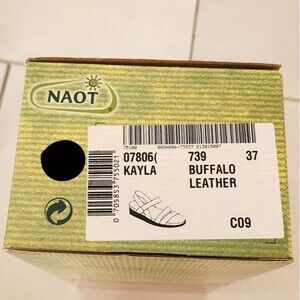 NAOT
07806( 739 37
KAYLA BUFFALO
LEATHER
C09